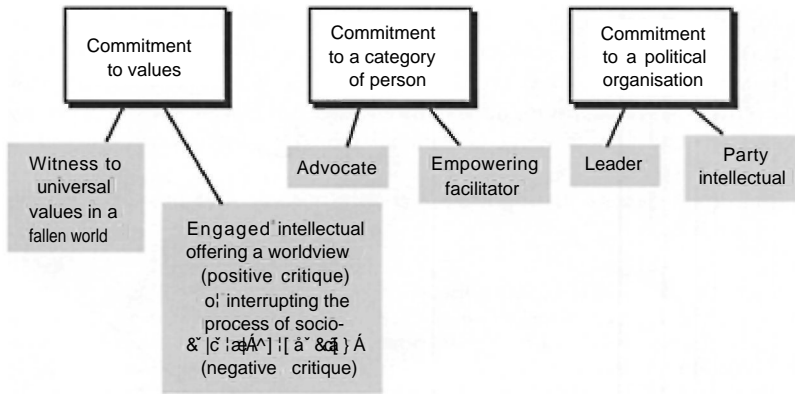 Commitment
to values
Commitment
to a category
of person
Commitment
to a political
organisation
Witness to
universal
values in a
fallen world
Engaged intellectual
offering a worldview
(positive critique)
interrupting the
process of socio-
(negative critique)
Advocate
Empowering
facilitator
Leader
Party
intellectual